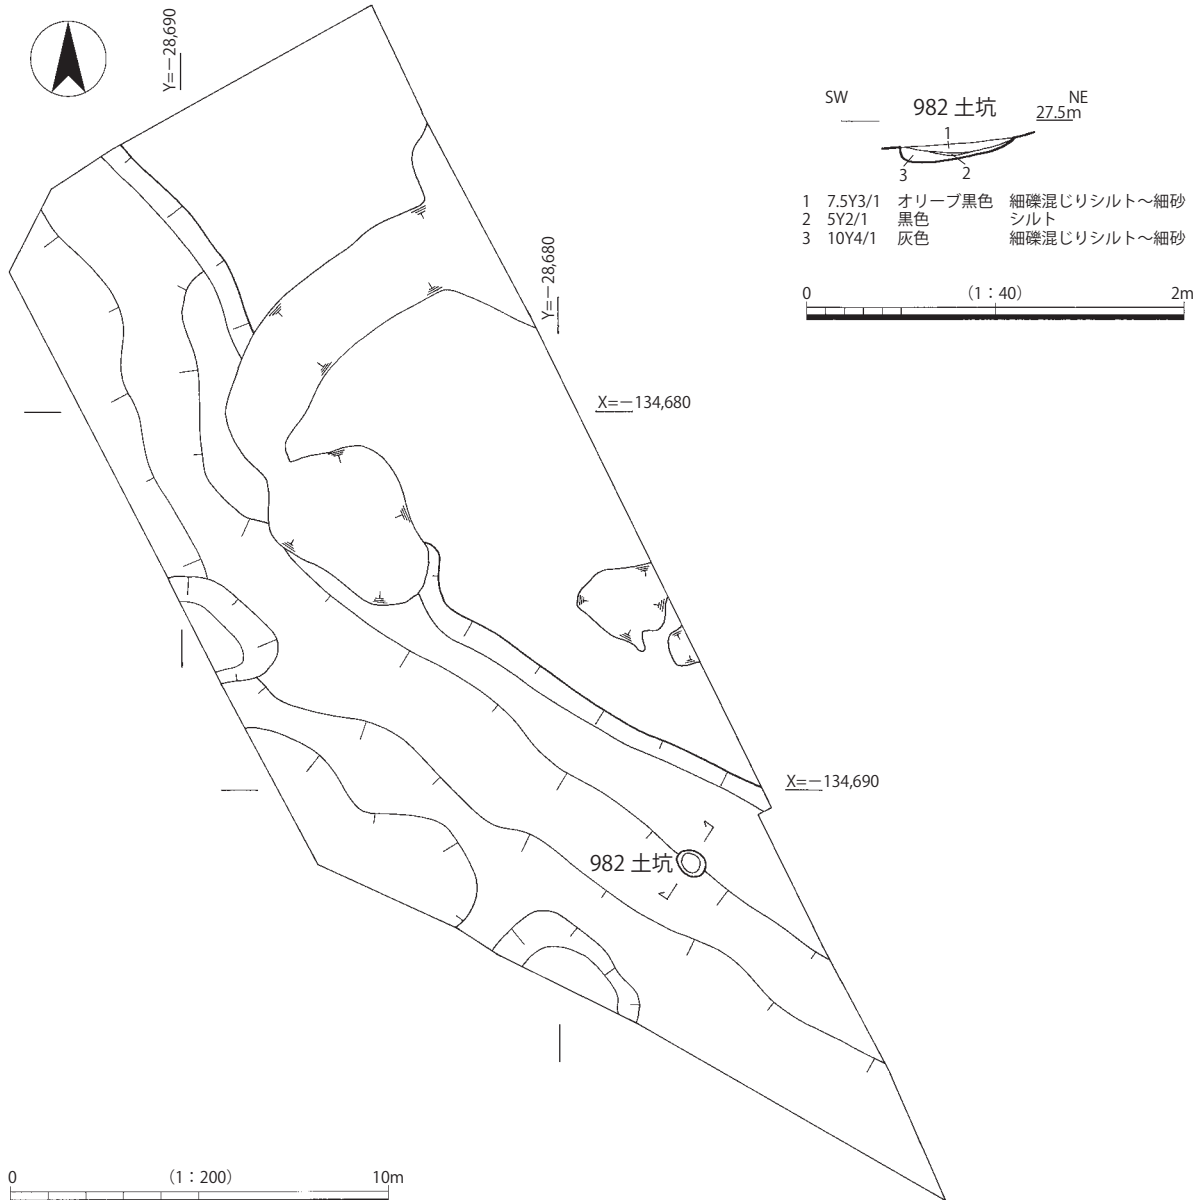 Y=－28,690
SW
NE
982 土坑
27.5m
1
3
2
1 7.5Y3/1 オリーブ黒色 細礫混じりシルト～細砂
2 5Y2/1 黒色 シルト
3 10Y4/1 灰色 細礫混じりシルト～細砂
0 （1：40） 2m
Y=－28,680
X=－134,680
X=－134,690
982 土坑
0 （1：200） 10m